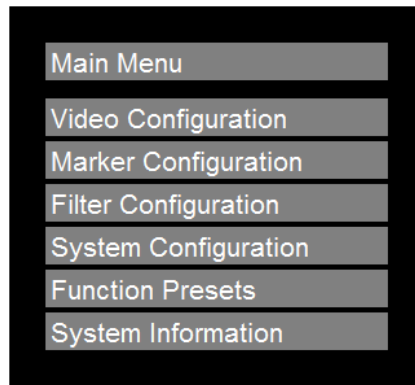 Main Menu
Video Configuration
Marker Configuration
Filter Configuration
System Configuration
Function Presets
System Information